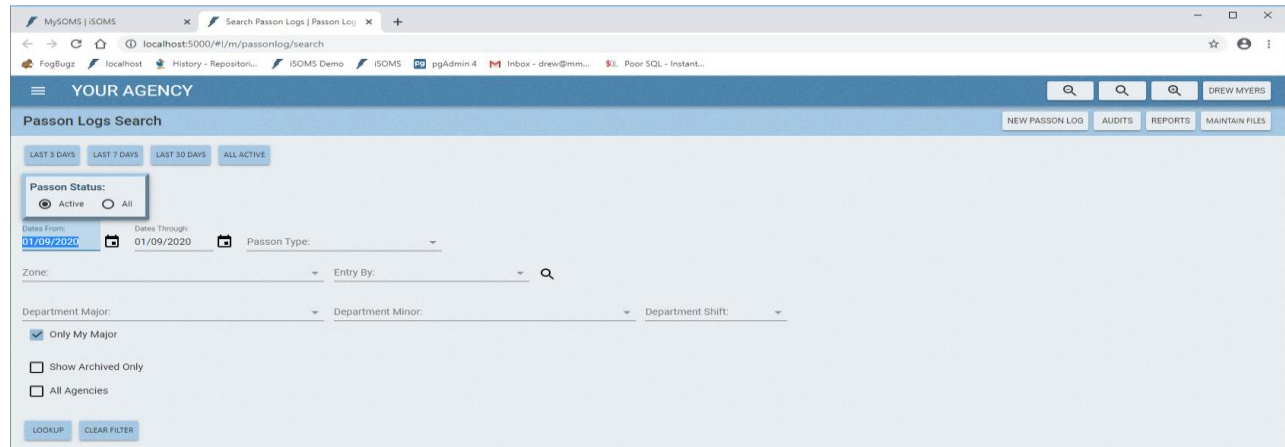 MySOMS | iSOMS
Search Passon Logs | Passon Log
localhost:5000/#!/m/passonlog/search
FogBugz localhost History - Repositori... iSOMS Demo iSOMS Pg pgAdmin 4 Inbox - drew@mm... Poor SQL - Instant...
YOUR AGENCY DREW MYERS
Passon Logs Search NEW PASSON LOG AUDITS REPORTS MAINTAIN FILES
LAST 3 DAYS LAST 7 DAYS LAST 30 DAYS ALL ACTIVE
Passon Status:
Active All
Dates From: Dates Through:
01/09/2020 01/09/2020 Passon Type:
Zone: Entry By:
Department Major: Department Minor: Department Shift:
Only My Major
Show Archived Only
All Agencies
LOOKUP CLEAR FILTER